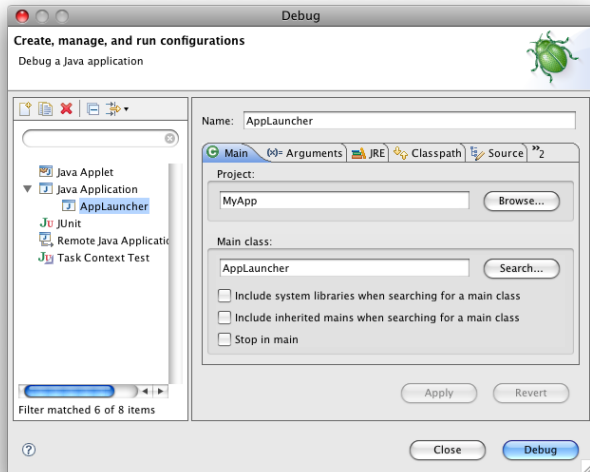 Debug
Create, manage, and run configurations
Debug a Java application
Name: AppLauncher
Main (x)= Arguments JRE Classpath Source »2
Java Applet
Java Application
AppLauncher
Ju JUnit
Remote Java Applicatio
Ju Task Context Test
Filter matched 6 of 8 items
Project:
MyApp Browse...
Main class:
AppLauncher Search...
Include system libraries when searching for a main class
Include inherited mains when searching for a main class
Stop in main
Apply Revert
? Close Debug